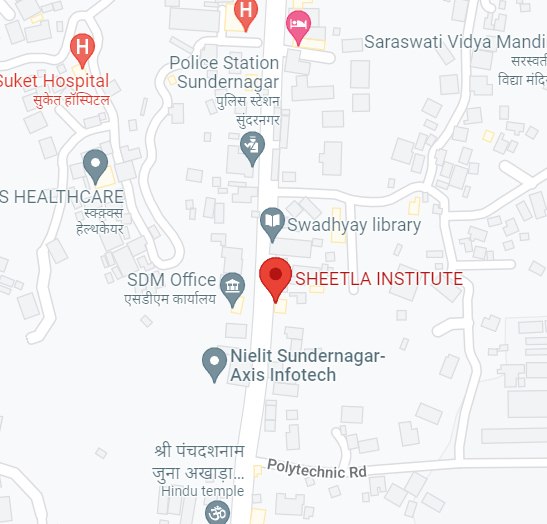 H
H
Saraswati Vidya Mandi
सरस्वती
विद्या मंदि
Police Station
Sundernagar
पुलिस स्टेशन
सुंदरनगर
Suket Hospital
सुकेत हॉस्पिटल
S HEALTHCARE
स्क्वक्स
हेल्थकेयर
Swadhyay library
SDM Office
एसडीएम कार्यालय
SHEETLA INSTITUTE
Nielit Sundernagar-
Axis Infotech
श्री पंचदशनाम
जुना अखाड़ा...
Hindu temple
Polytechnic Rd
ॐ